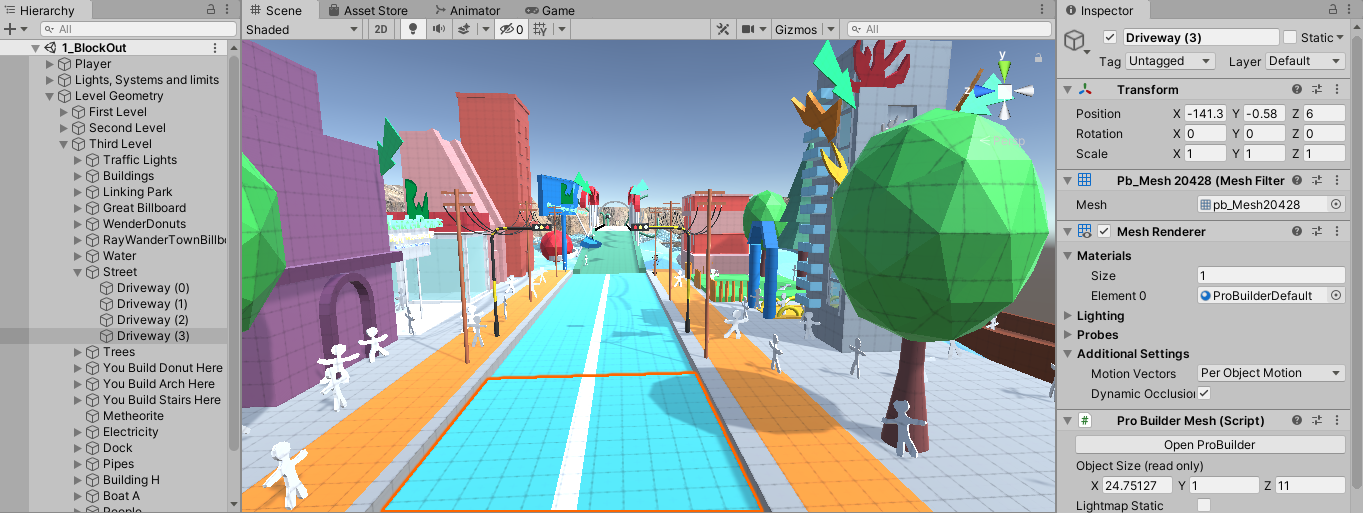 Hierarchy
All
1_BlockOut
Player
Lights, Systems and limits
Level Geometry
First Level
Second Level
Third Level
Traffic Lights
Buildings
Linking Park
Great Billboard
WenderDonuts
RayWanderTownBillb
Water
Street
Driveway (0)
Driveway (1)
Driveway (2)
Driveway (3)
Trees
You Build Donut Here
You Build Arch Here
You Build Stairs Here
Metheorite
Electricity
Dock
Pipes
Building H
Boat A
People
Scene Asset Store Animator Game
Shaded 2D 0 Gizmos All
y
z
Persp
Inspector
Driveway (3) Static
Tag Untagged Layer Default
Transform
Position X -141.3 Y -0.58 Z 6
Rotation X 0 Y 0 Z 0
Scale X 1 Y 1 Z 1
Pb_Mesh 20428 (Mesh Filter
Mesh pb_Mesh20428
Mesh Renderer
Materials
Size 1
Element 0 ProBuilderDefault
Lighting
Probes
Additional Settings
Motion Vectors Per Object Motion
Dynamic Occlusion
Pro Builder Mesh (Script)
Open ProBuilder
Object Size (read only)
X 24.75127 Y 1 Z 11
Lightmap Static